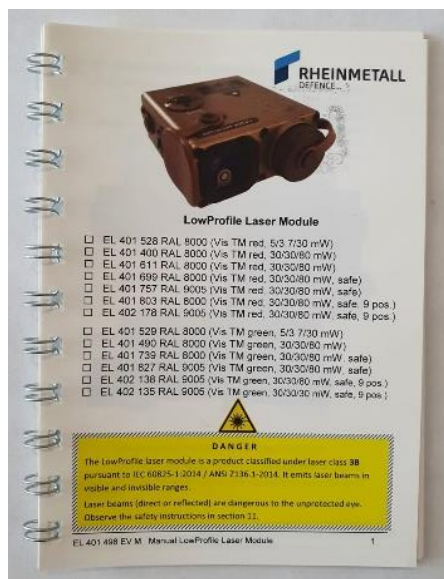 RHEINMETALL
DEFENCE
LowProfile Laser Module
EL 401 528 RAL 8000 (Vis TM red, 5/3.7/30 mW)
EL 401 400 RAL 8000 (Vis TM red, 30/30/80 mW)
EL 401 611 RAL 8000 (Vis TM red, 30/30/80 mW)
EL 401 699 RAL 8000 (Vis TM red, 30/30/80 mW, safe)
EL 401 757 RAL 9005 (Vis TM red, 30/30/80 mW, safe)
EL 401 803 RAL 8000 (Vis TM red, 30/30/80 mW, safe, 9 pos.)
EL 402 178 RAL 9005 (Vis TM red, 30/30/80 mW, safe, 9 pos.)
EL 401 529 RAL 8000 (Vis TM green, 5/3.7/30 mW)
EL 401 490 RAL 8000 (Vis TM green, 30/30/80 mW)
EL 401 739 RAL 8000 (Vis TM green, 30/30/80 mW, safe)
EL 401 827 RAL 9005 (Vis TM green, 30/30/80 mW, safe)
EL 402 138 RAL 9005 (Vis TM green, 30/30/80 mW, safe, 9 pos.)
EL 402 135 RAL 9005 (Vis TM green, 30/30/30 mW, safe, 9 pos.)
DANGER
The LowProfile laser module is a product classified under laser class 3B
pursuant to IEC 60825-1:2014 / ANSI Z136.1-2014. It emits laser beams in
visible and invisible ranges.
Laser beams (direct or reflected) are dangerous to the unprotected eye.
Observe the safety instructions in section 11.
EL 401 498 EV M Manual LowProfile Laser Module 1